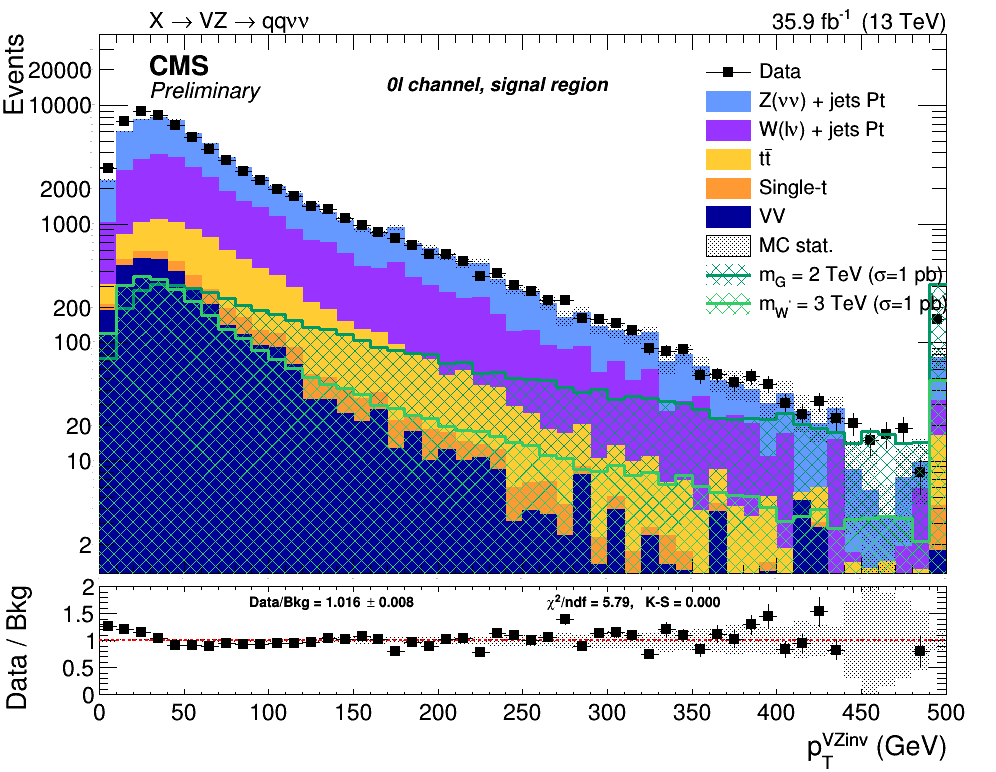 X → VZ → qqνν 35.9 fb⁻¹ (13 TeV)
Events
CMS
Preliminary
0l channel, signal region
Data
Z(νν) + jets Pt
W(lν) + jets Pt
tt̄
Single-t
VV
MC stat.
m_G = 2 TeV (σ=1 pb)
m_W' = 3 TeV (σ=1 pb)
20000
10000
2000
1000
200
100
20
10
2
Data / Bkg
Data/Bkg = 1.016 ± 0.008 χ²/ndf = 5.79, K-S = 0.000
2
1.5
1
0.5
0
0 50 100 150 200 250 300 350 400 450 500
p_T^VZinv (GeV)